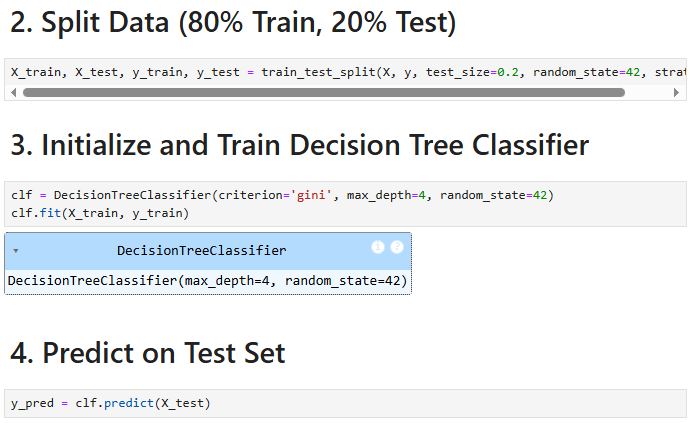 2. Split Data (80% Train, 20% Test)
X_train, X_test, y_train, y_test = train_test_split(X, y, test_size=0.2, random_state=42, strat
3. Initialize and Train Decision Tree Classifier
clf = DecisionTreeClassifier(criterion='gini', max_depth=4, random_state=42)
clf.fit(X_train, y_train)
DecisionTreeClassifier
DecisionTreeClassifier(max_depth=4, random_state=42)
4. Predict on Test Set
y_pred = clf.predict(X_test)